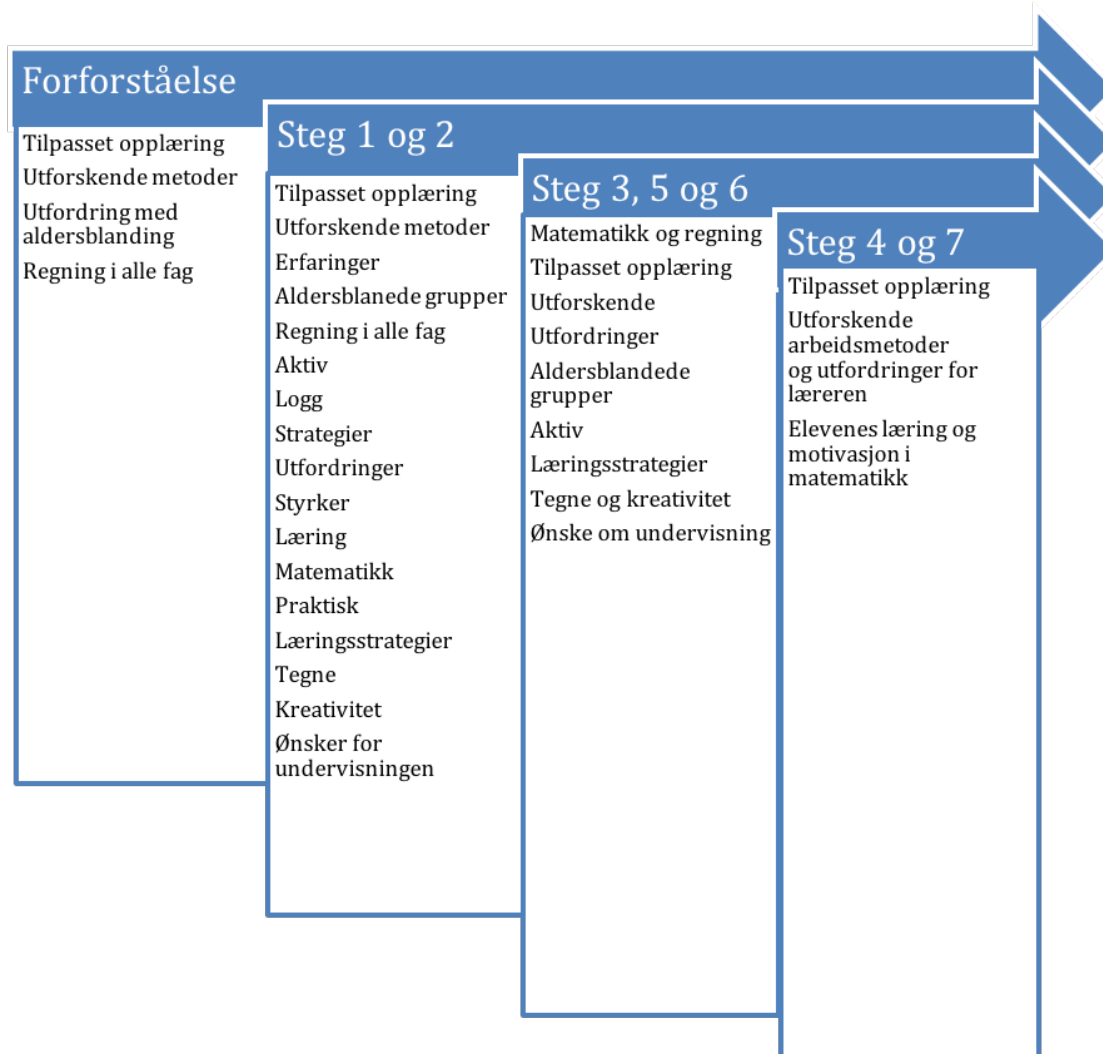 Forforståelse
Tilpasset opplæring
Utforskende metoder
Utfordring med
aldersblanding
Regning i alle fag
Steg 1 og 2
Tilpasset opplæring
Utforskende metoder
Erfaringer
Aldersblanede grupper
Regning i alle fag
Aktiv
Logg
Strategier
Utfordringer
Styrker
Læring
Matematikk
Praktisk
Læringsstrategier
Tegne
Kreativitet
Ønsker for
undervisningen
Steg 3, 5 og 6
Matematikk og regning
Tilpasset opplæring
Utforskende
Utfordringer
Aldersblandede
grupper
Aktiv
Læringsstrategier
Tegne og kreativitet
Ønske om undervisning
Steg 4 og 7
Tilpasset opplæring
Utforskende
arbeidsmetoder
og utfordringer for
læreren
Elevenes læring og
motivasjon i
matematikk